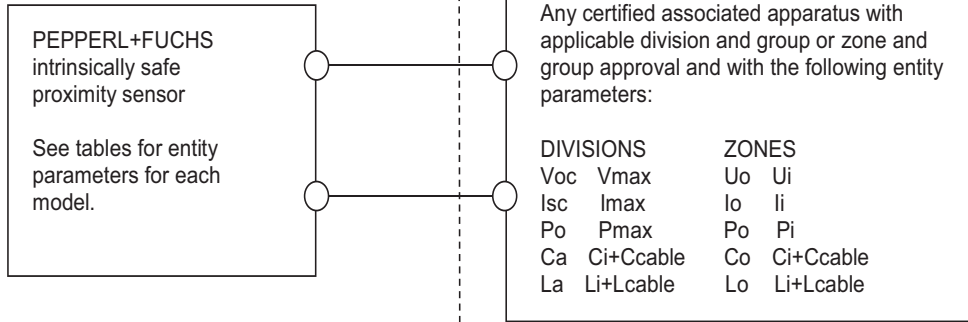 PEPPERL+FUCHS
intrinsically safe
proximity sensor
See tables for entity
parameters for each
model.
Any certified associated apparatus with
applicable division and group or zone and
group approval and with the following entity
parameters:
DIVISIONS ZONES
Voc Vmax Uo Ui
Isc Imax Io Ii
Po Pmax Po Pi
Ca Ci+Ccable Co Ci+Ccable
La Li+Lcable Lo Li+Lcable